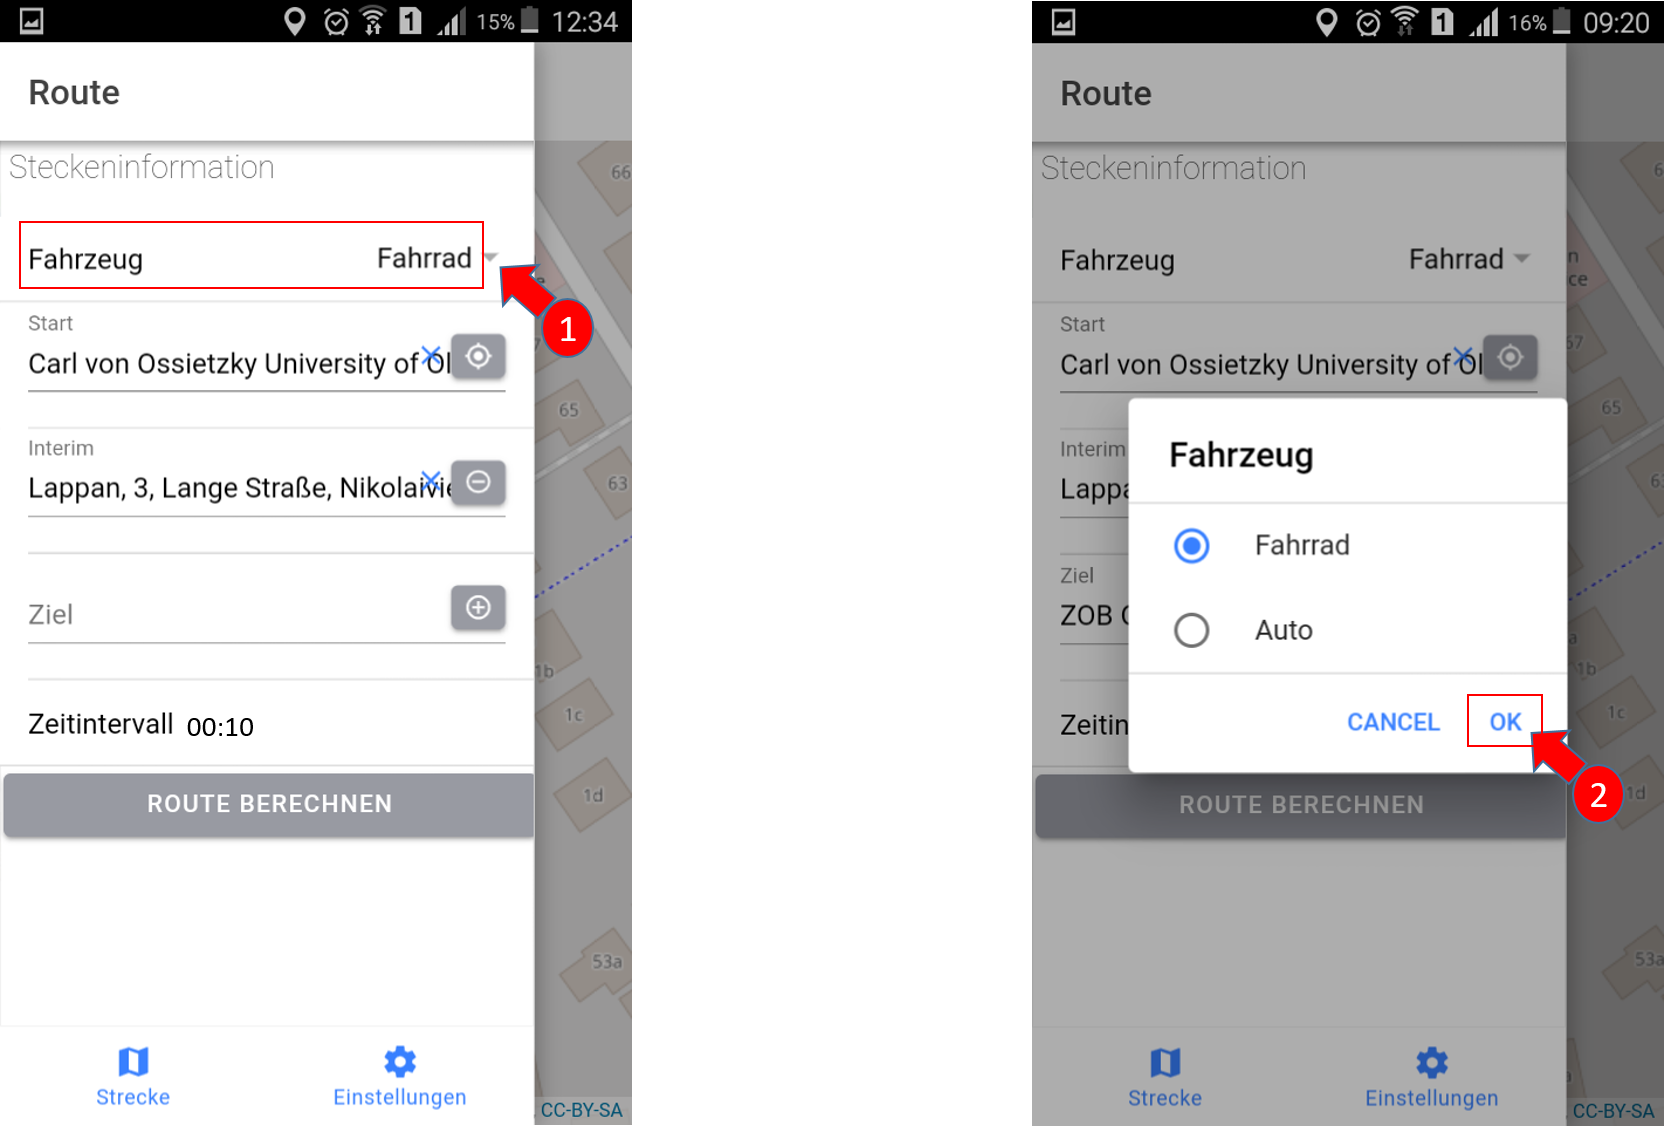 15% 12:34
Route
Steckeninformation
66
Fahrzeug Fahrrad
1
Start
Carl von Ossietzky University of Ol
65
Interim
Lappan, 3, Lange Straße, Nikolaivie
63
Ziel
1b
Zeitintervall 00:10
1c
ROUTE BERECHNEN
1d
53a
Strecke Einstellungen
CC-BY-SA
16% 09:20
Route
Steckeninformation
Fahrzeug Fahrrad
n
ce
Start
67
Carl von Ossietzky University of Ol
65
Interim
Lappa
Fahrzeug
Fahrrad
Auto
CANCEL OK
2
Ziel
ZOB
1b
Zeitin
1c
ROUTE BERECHNEN
1d
53a
Strecke Einstellungen
CC-BY-SA